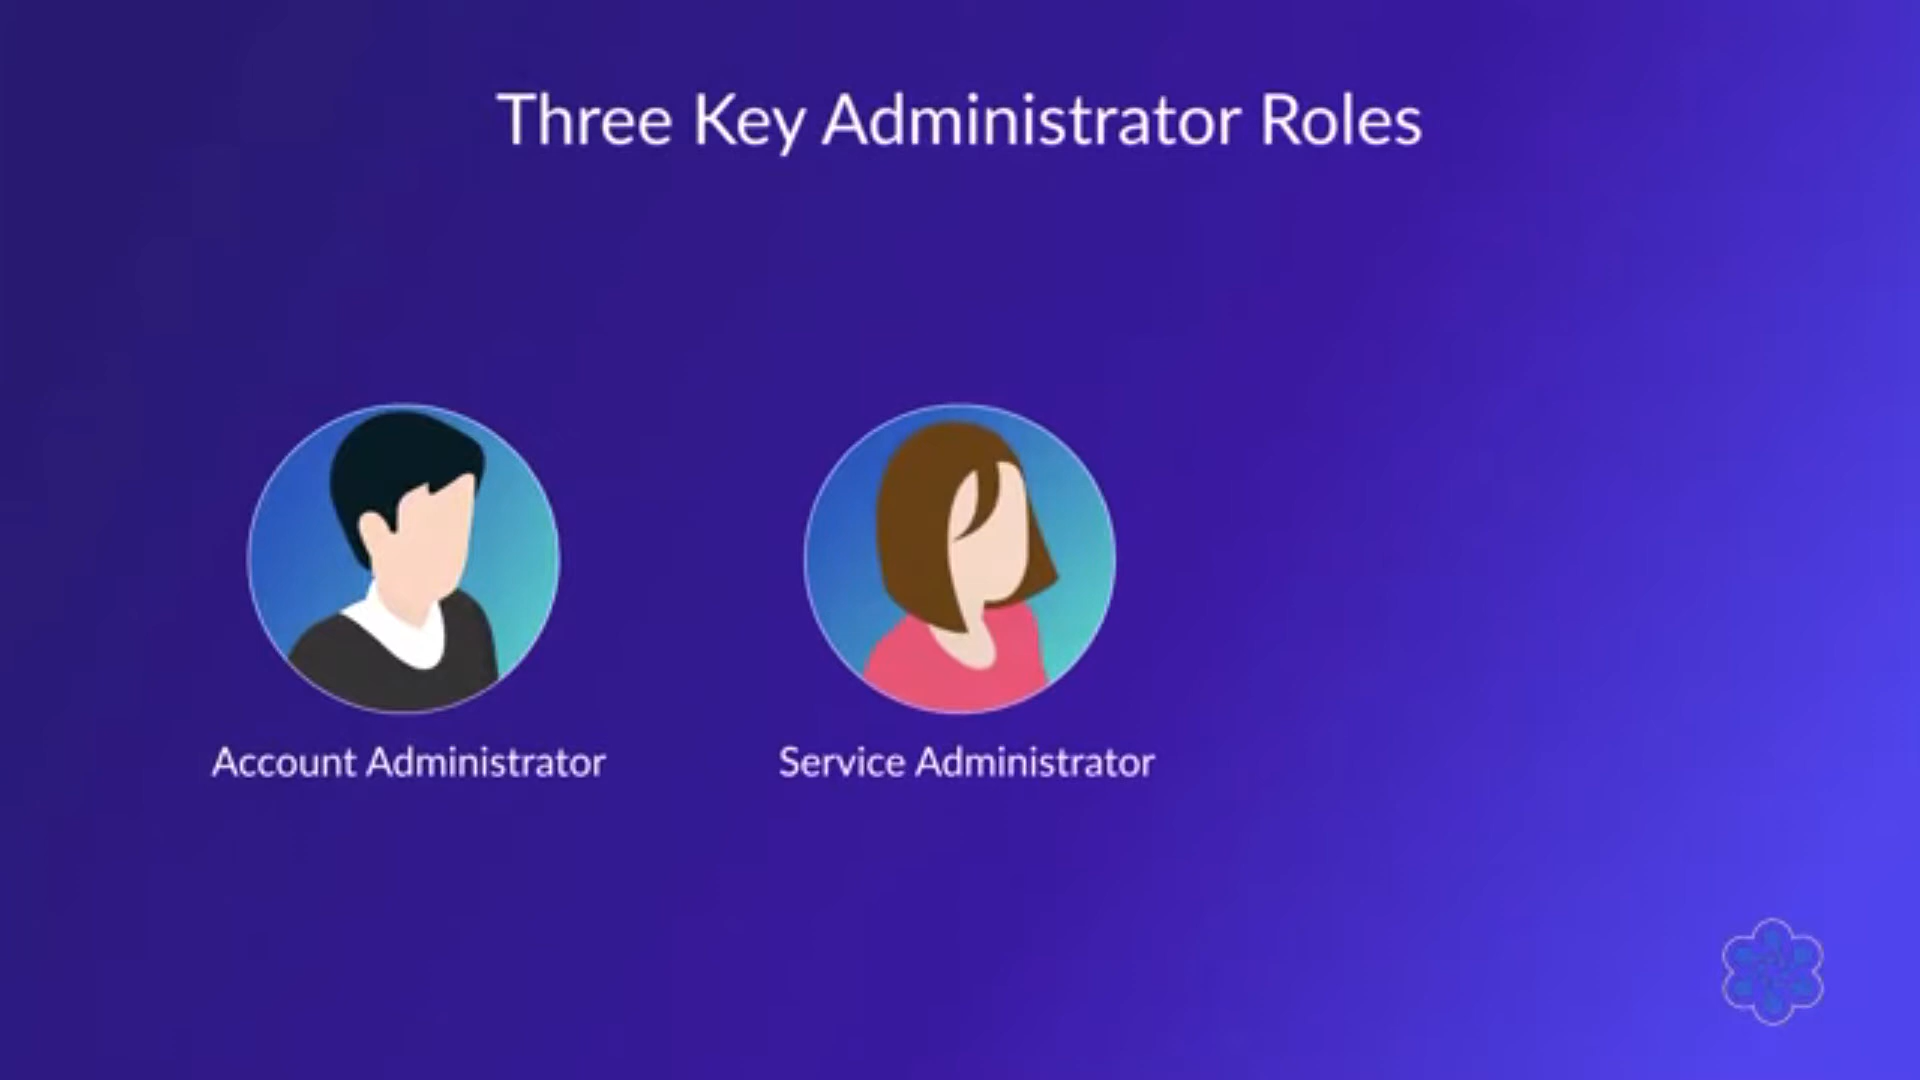 Three Key Administrator Roles
Account Administrator
Service Administrator